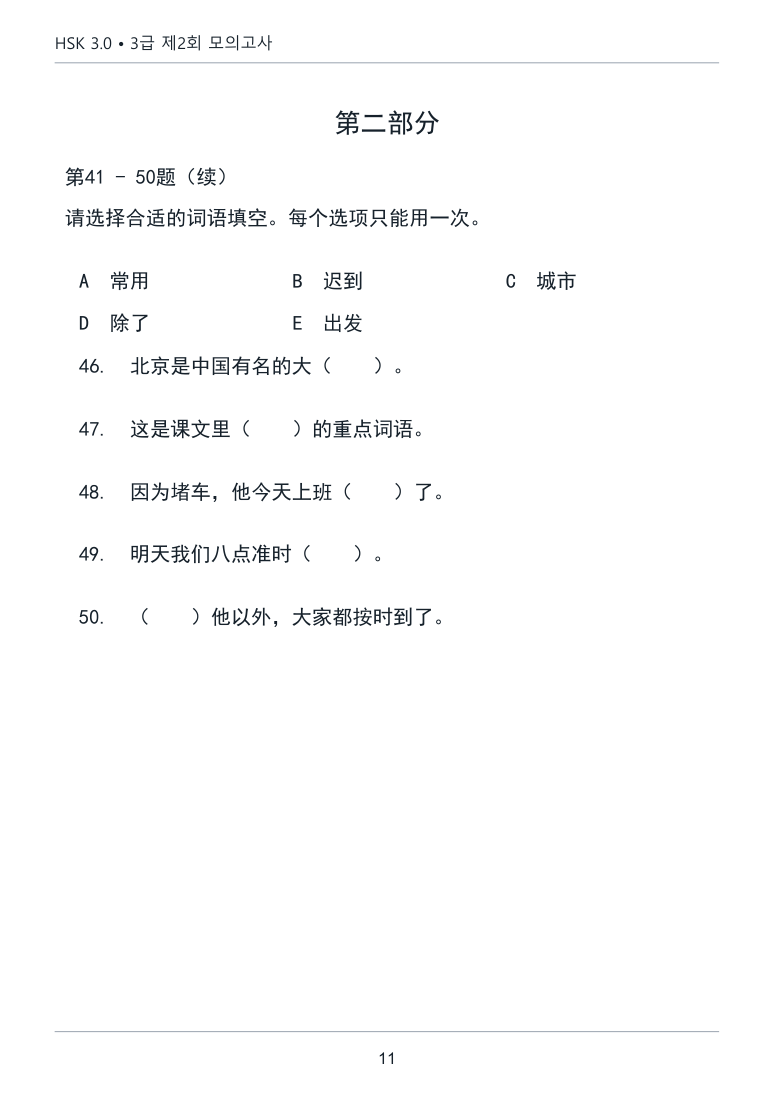 HSK 3.0 • 3급 제2회 모의고사
第二部分
第41 - 50题（续）
请选择合适的词语填空。每个选项只能用一次。
A 常用 B 迟到 C 城市
D 除了 E 出发
46. 北京是中国有名的大（　　）。
47. 这是课文里（　　）的重点词语。
48. 因为堵车，他今天上班（　　）了。
49. 明天我们八点准时（　　）。
50. （　　）他以外，大家都按时到了。
11